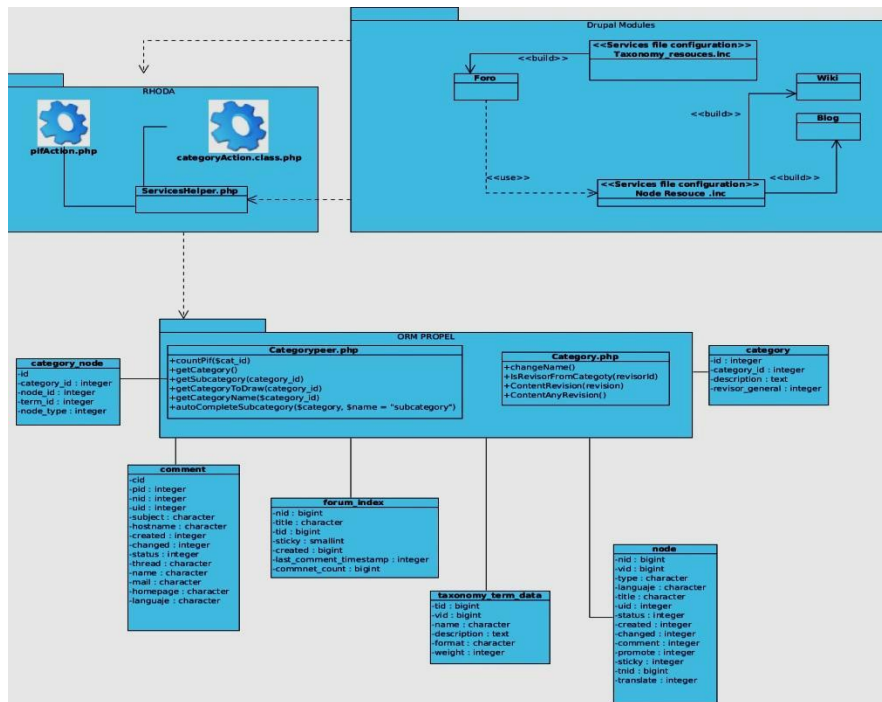 Drupal Modules
<<Services file configuration>>
Taxonomy_resouces.inc
<<build>>
Foro
Wiki
<<build>>
Blog
<<use>>
<<Services file configuration>>
Node Resouce .inc
<<build>>
RHODA
pifAction.php
categoryAction.class.php
ServicesHelper.php
ORM PROPEL
Categorypeer.php
+countPif($cat_id)
+getCategory()
+getSubcategory(category_id)
+getCategoryToDraw(category_id)
+getCategoryName($category_id)
+autoCompleteSubcategory($category, $name = "subcategory")
Category.php
+changeName()
+IsRevisorFromCategoty(revisorId)
+ContentRevision(revision)
+ContentAnyRevision()
category_node
-id
-category_id : integer
-node_id : integer
-term_id : integer
-node_type : integer
category
-id : integer
-category_id : integer
-description : text
-revisor_general : integer
comment
-cid
-pid : integer
-nid : integer
-uid : integer
-subject : character
-hostname : character
-created : integer
-changed : integer
-status : integer
-thread : character
-name : character
-mail : character
-homepage : character
-languaje : character
forum_index
-nid : bigint
-title : character
-tid : bigint
-sticky : smallint
-created : bigint
-last_comment_timestamp : integer
-commnet_count : bigint
taxonomy_term_data
-tid : bigint
-vid : bigint
-name : character
-description : text
-format : character
-weight : integer
node
-nid : bigint
-vid : bigint
-type : character
-languaje : character
-title : character
-uid : integer
-status : integer
-created : integer
-changed : integer
-comment : integer
-promote : integer
-sticky : integer
-tnid : bigint
-translate : integer